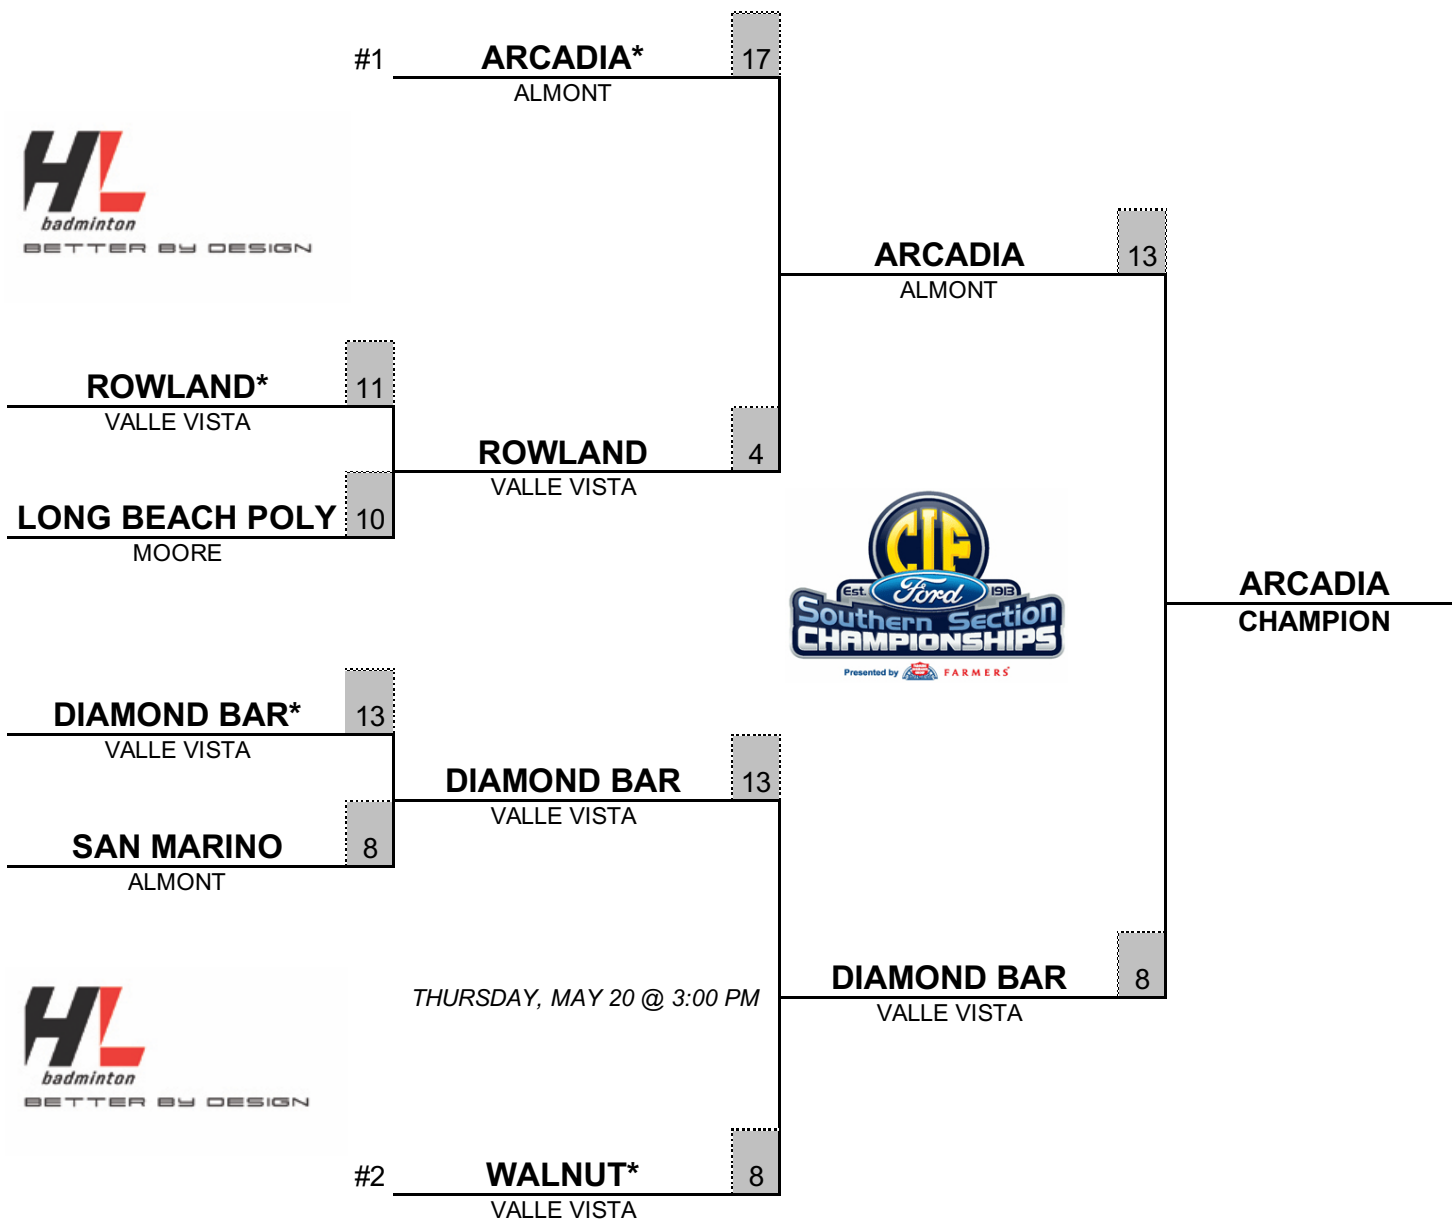 #1 ARCADIA* 17
ALMONT
HL
badminton
BETTER BY DESIGN
ARCADIA 13
ALMONT
ROWLAND* 11
VALLE VISTA
ROWLAND 4
VALLE VISTA
LONG BEACH POLY 10
MOORE
CIF
Est. Ford 1913
Southern Section
CHAMPIONSHIPS
Presented by FARMERS
ARCADIA
CHAMPION
DIAMOND BAR* 13
VALLE VISTA
DIAMOND BAR 13
VALLE VISTA
SAN MARINO 8
ALMONT
DIAMOND BAR 8
VALLE VISTA
THURSDAY, MAY 20 @ 3:00 PM
HL
badminton
BETTER BY DESIGN
#2 WALNUT* 8
VALLE VISTA